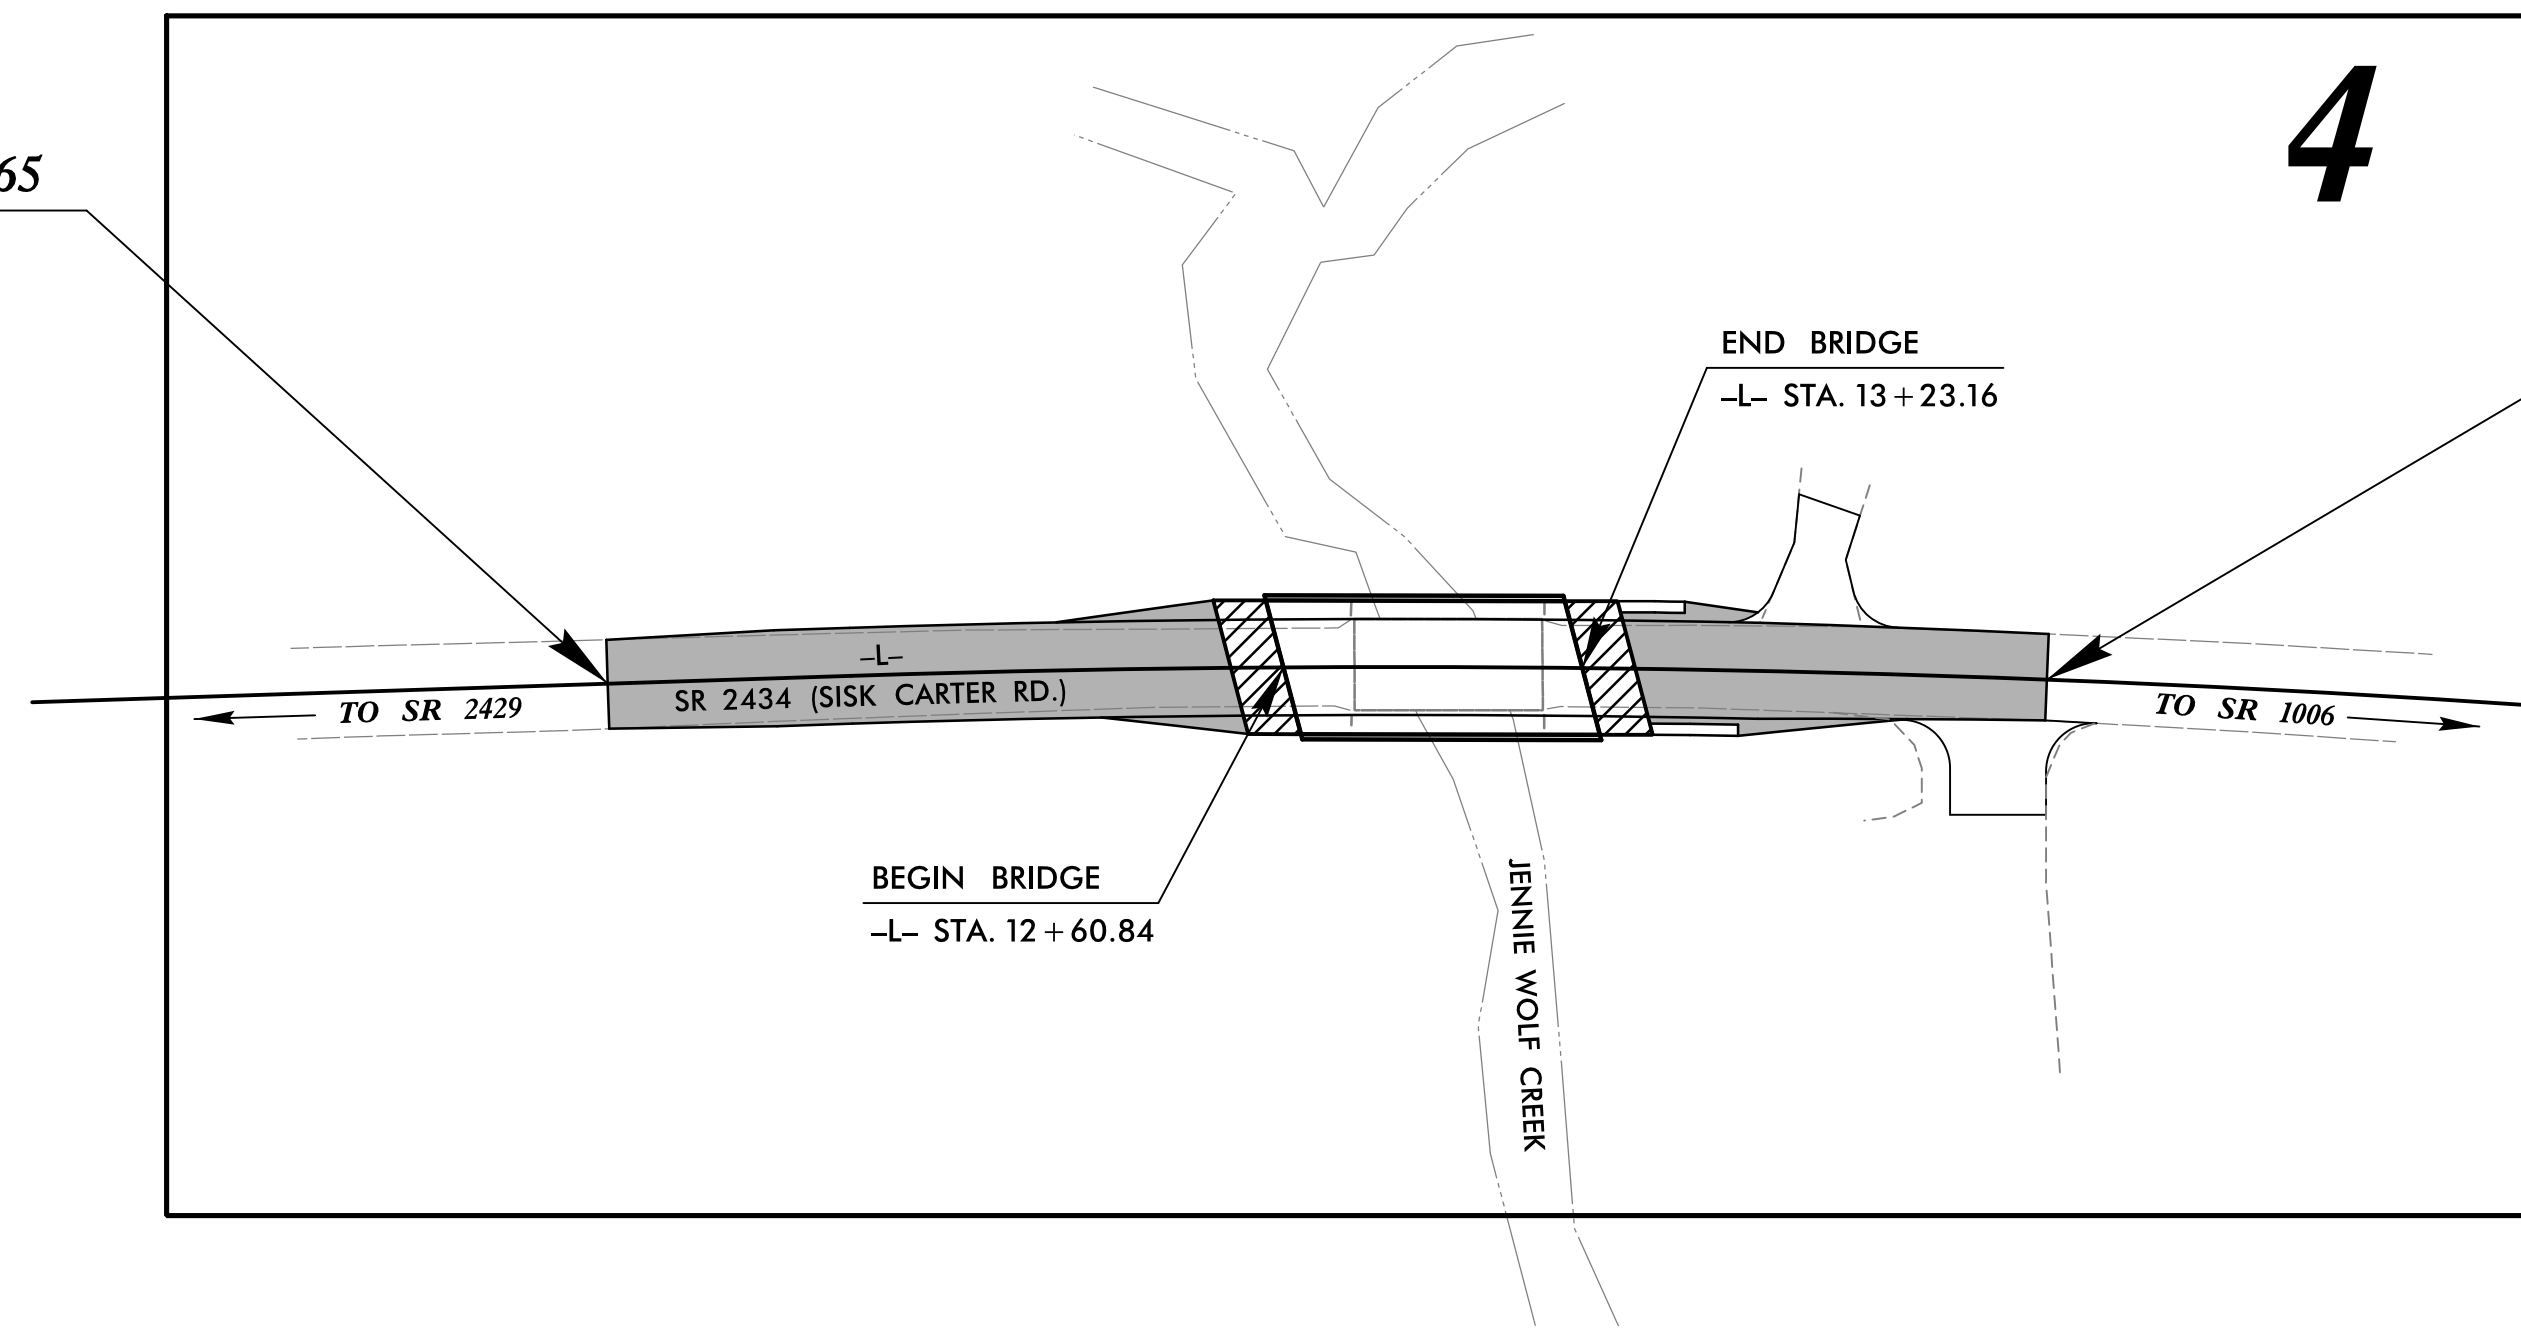 4
65
END BRIDGE
–L– STA. 13+23.16
–L–
SR 2434 (SISK CARTER RD.)
TO SR 2429
TO SR 1006
BEGIN BRIDGE
–L– STA. 12+60.84
JENNIE WOLF CREEK